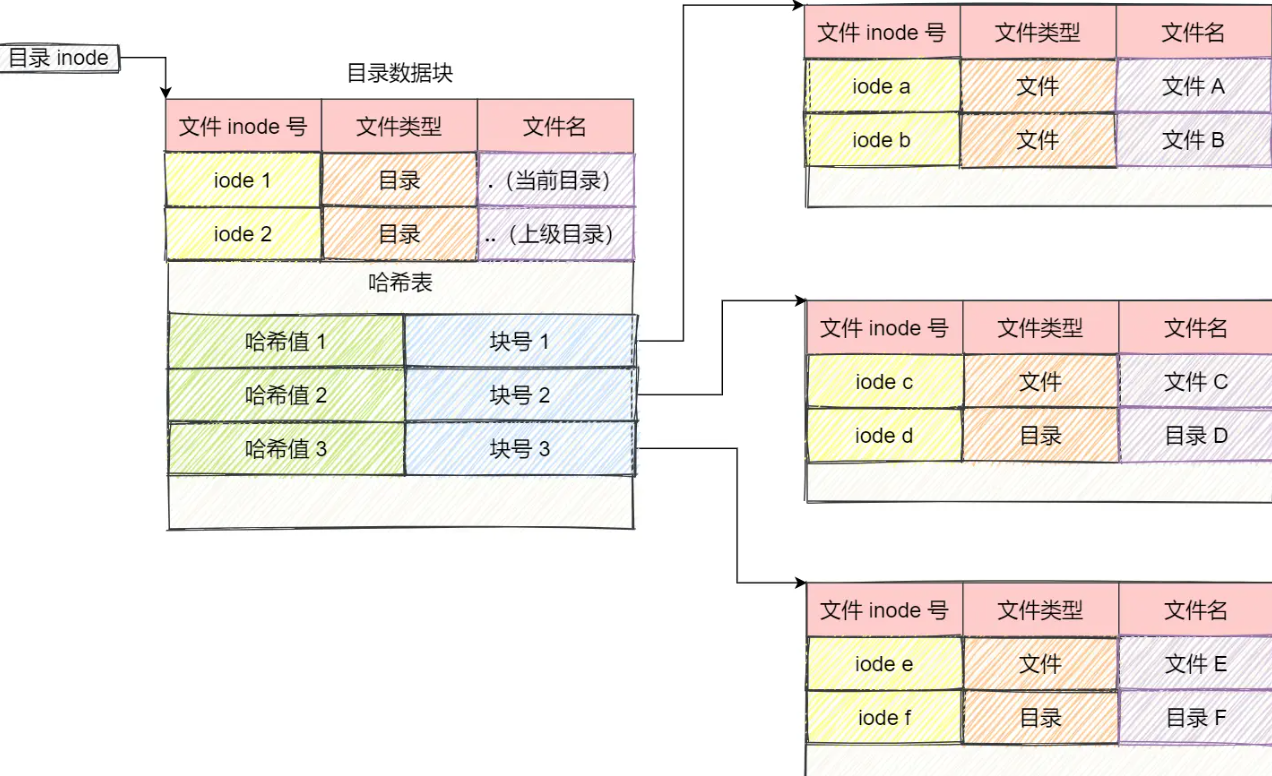 目录 inode
目录数据块
文件 inode 号 文件类型 文件名
iode 1 目录 .（当前目录）
iode 2 目录 ..（上级目录）
哈希表
哈希值 1 块号 1
哈希值 2 块号 2
哈希值 3 块号 3
文件 inode 号 文件类型 文件名
iode a 文件 文件 A
iode b 文件 文件 B
文件 inode 号 文件类型 文件名
iode c 文件 文件 C
iode d 目录 目录 D
文件 inode 号 文件类型 文件名
iode e 文件 文件 E
iode f 目录 目录 F